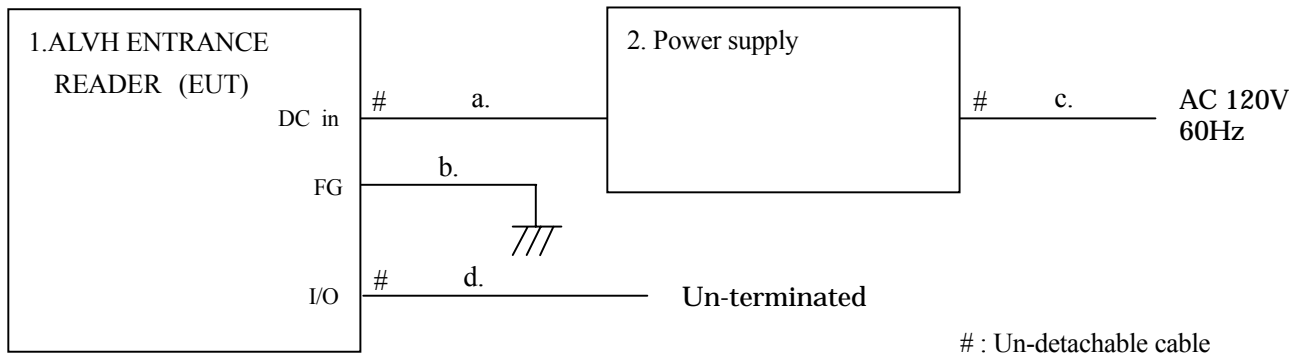 1.ALVH ENTRANCE
READER (EUT)
DC in
FG
I/O
# a.
b.
# d.
2. Power supply
# c.
AC 120V
60Hz
Un-terminated
# : Un-detachable cable